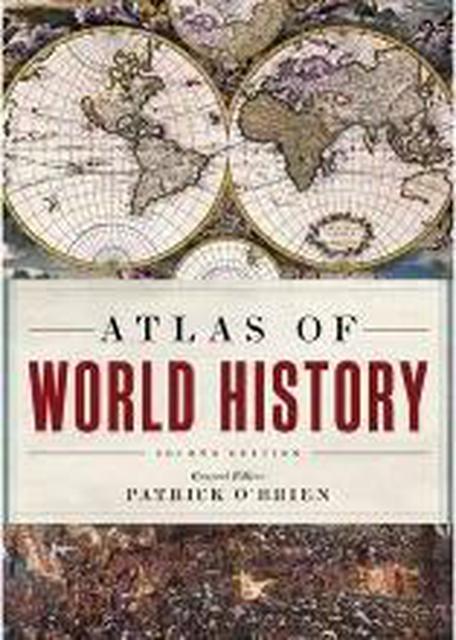 ATLAS OF
WORLD HISTORY
SECOND EDITION
General Editor
PATRICK O'BRIEN